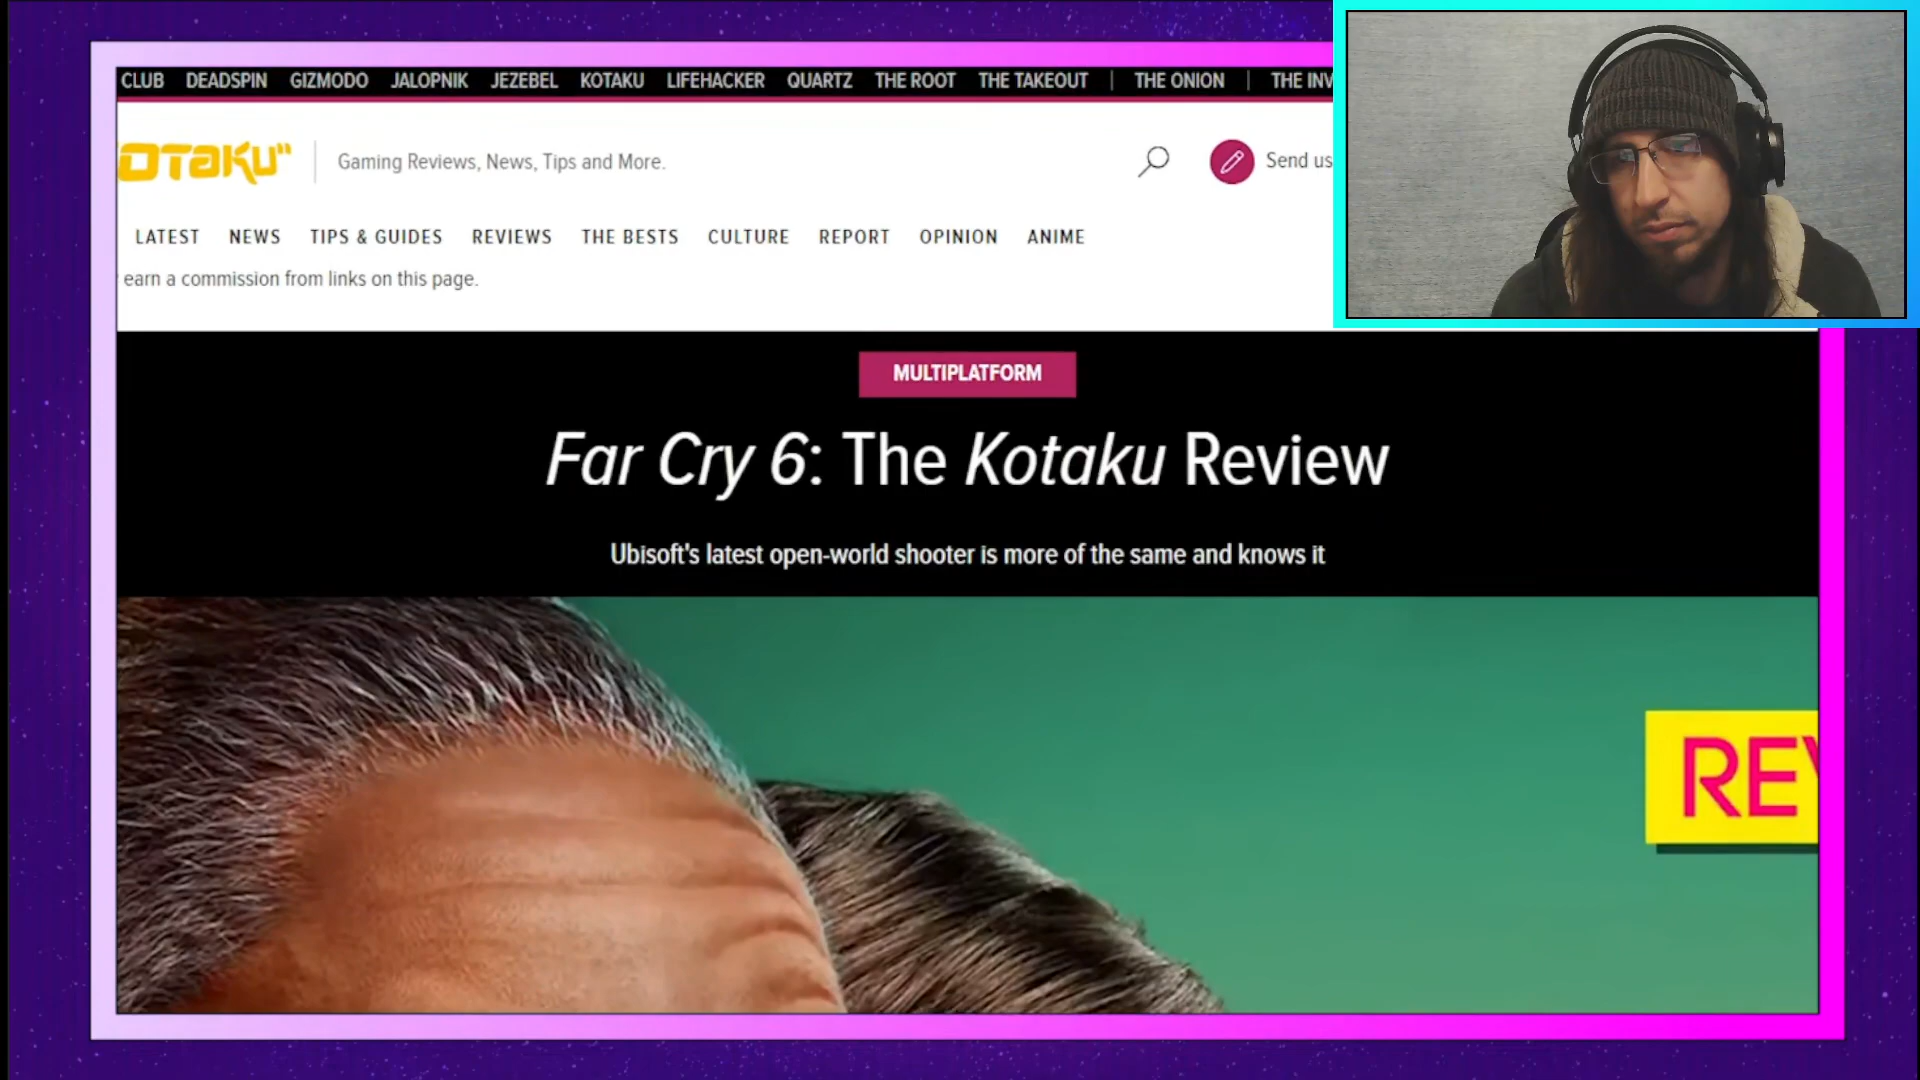 CLUB DEADSPIN GIZMODO JALOPNIK JEZEBEL KOTAKU LIFEHACKER QUARTZ THE ROOT THE TAKEOUT | THE ONION | THE INV
OTAKU | Gaming Reviews, News, Tips and More. Send us
LATEST NEWS TIPS & GUIDES REVIEWS THE BESTS CULTURE REPORT OPINION ANIME
earn a commission from links on this page.
MULTIPLATFORM
Far Cry 6: The Kotaku Review
Ubisoft's latest open-world shooter is more of the same and knows it
REV